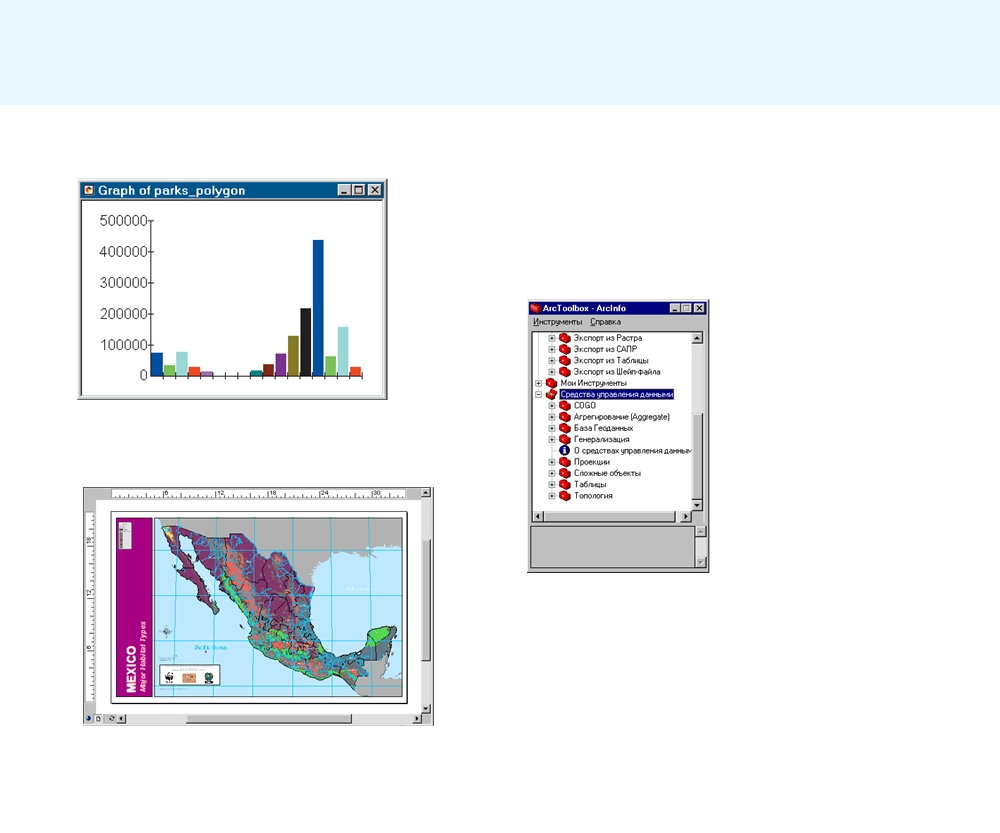 Graph of parks_polygon
500000
400000
300000
200000
100000
0
6 12 18 24 30
18
12
6
MEXICO
Major Habitat Types
Pacific Ocean
ArcToolbox - ArcInfo
Инструменты Справка
Экспорт из Растра
Экспорт из САПР
Экспорт из Таблицы
Экспорт из Шейп-файла
Мои Инструменты
Средства управления данными
COGO
Агрегирование (Aggregate)
База Геоданных
Генерализация
О средствах управления данным
Проекции
Сложные объекты
Таблицы
Топология